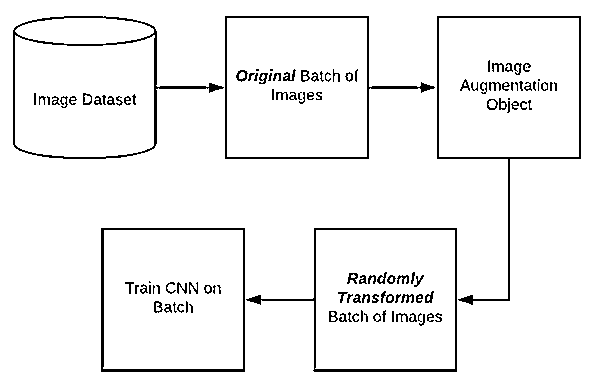 Image Dataset
Original Batch of
Images
Image
Augmentation
Object
Train CNN on
Batch
Randomly
Transformed
Batch of Images